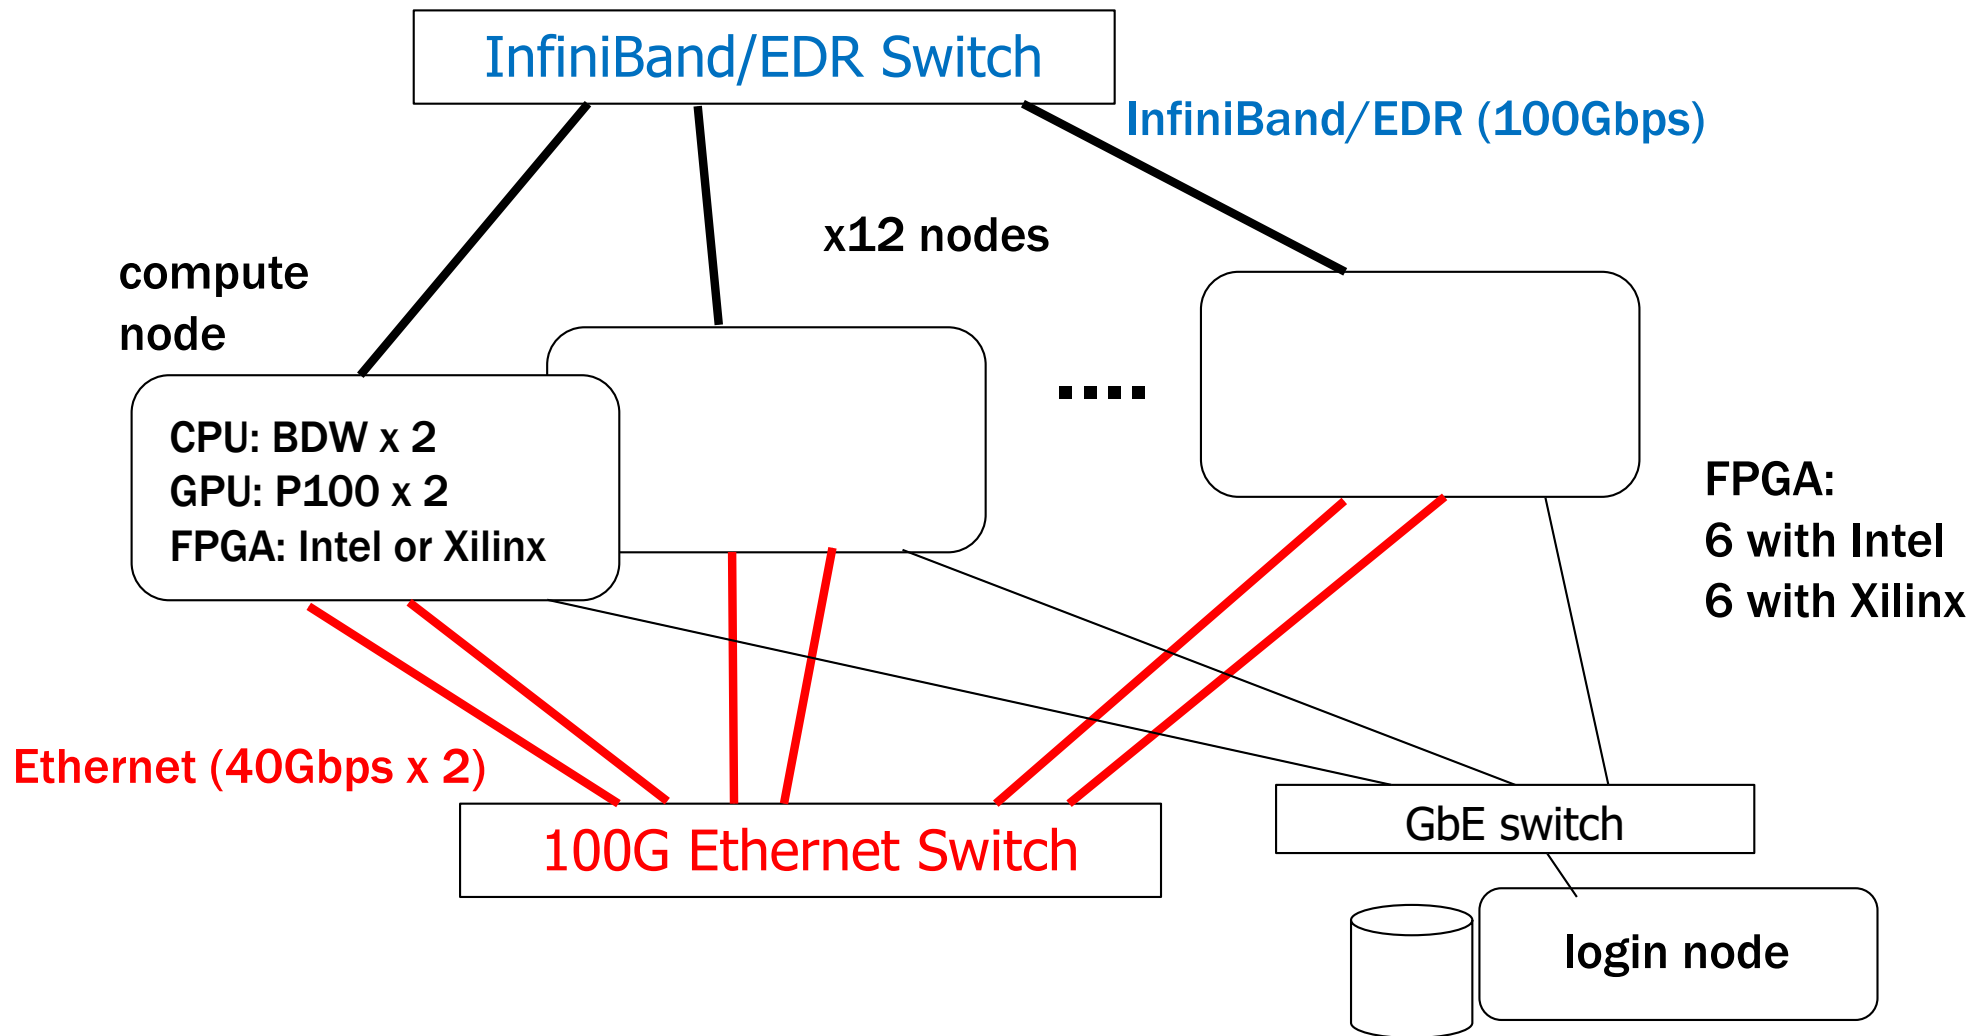 InfiniBand/EDR Switch
InfiniBand/EDR (100Gbps)
x12 nodes
compute
node
CPU: BDW x 2
GPU: P100 x 2
FPGA: Intel or Xilinx
FPGA:
6 with Intel
6 with Xilinx
Ethernet (40Gbps x 2)
100G Ethernet Switch
GbE switch
login node